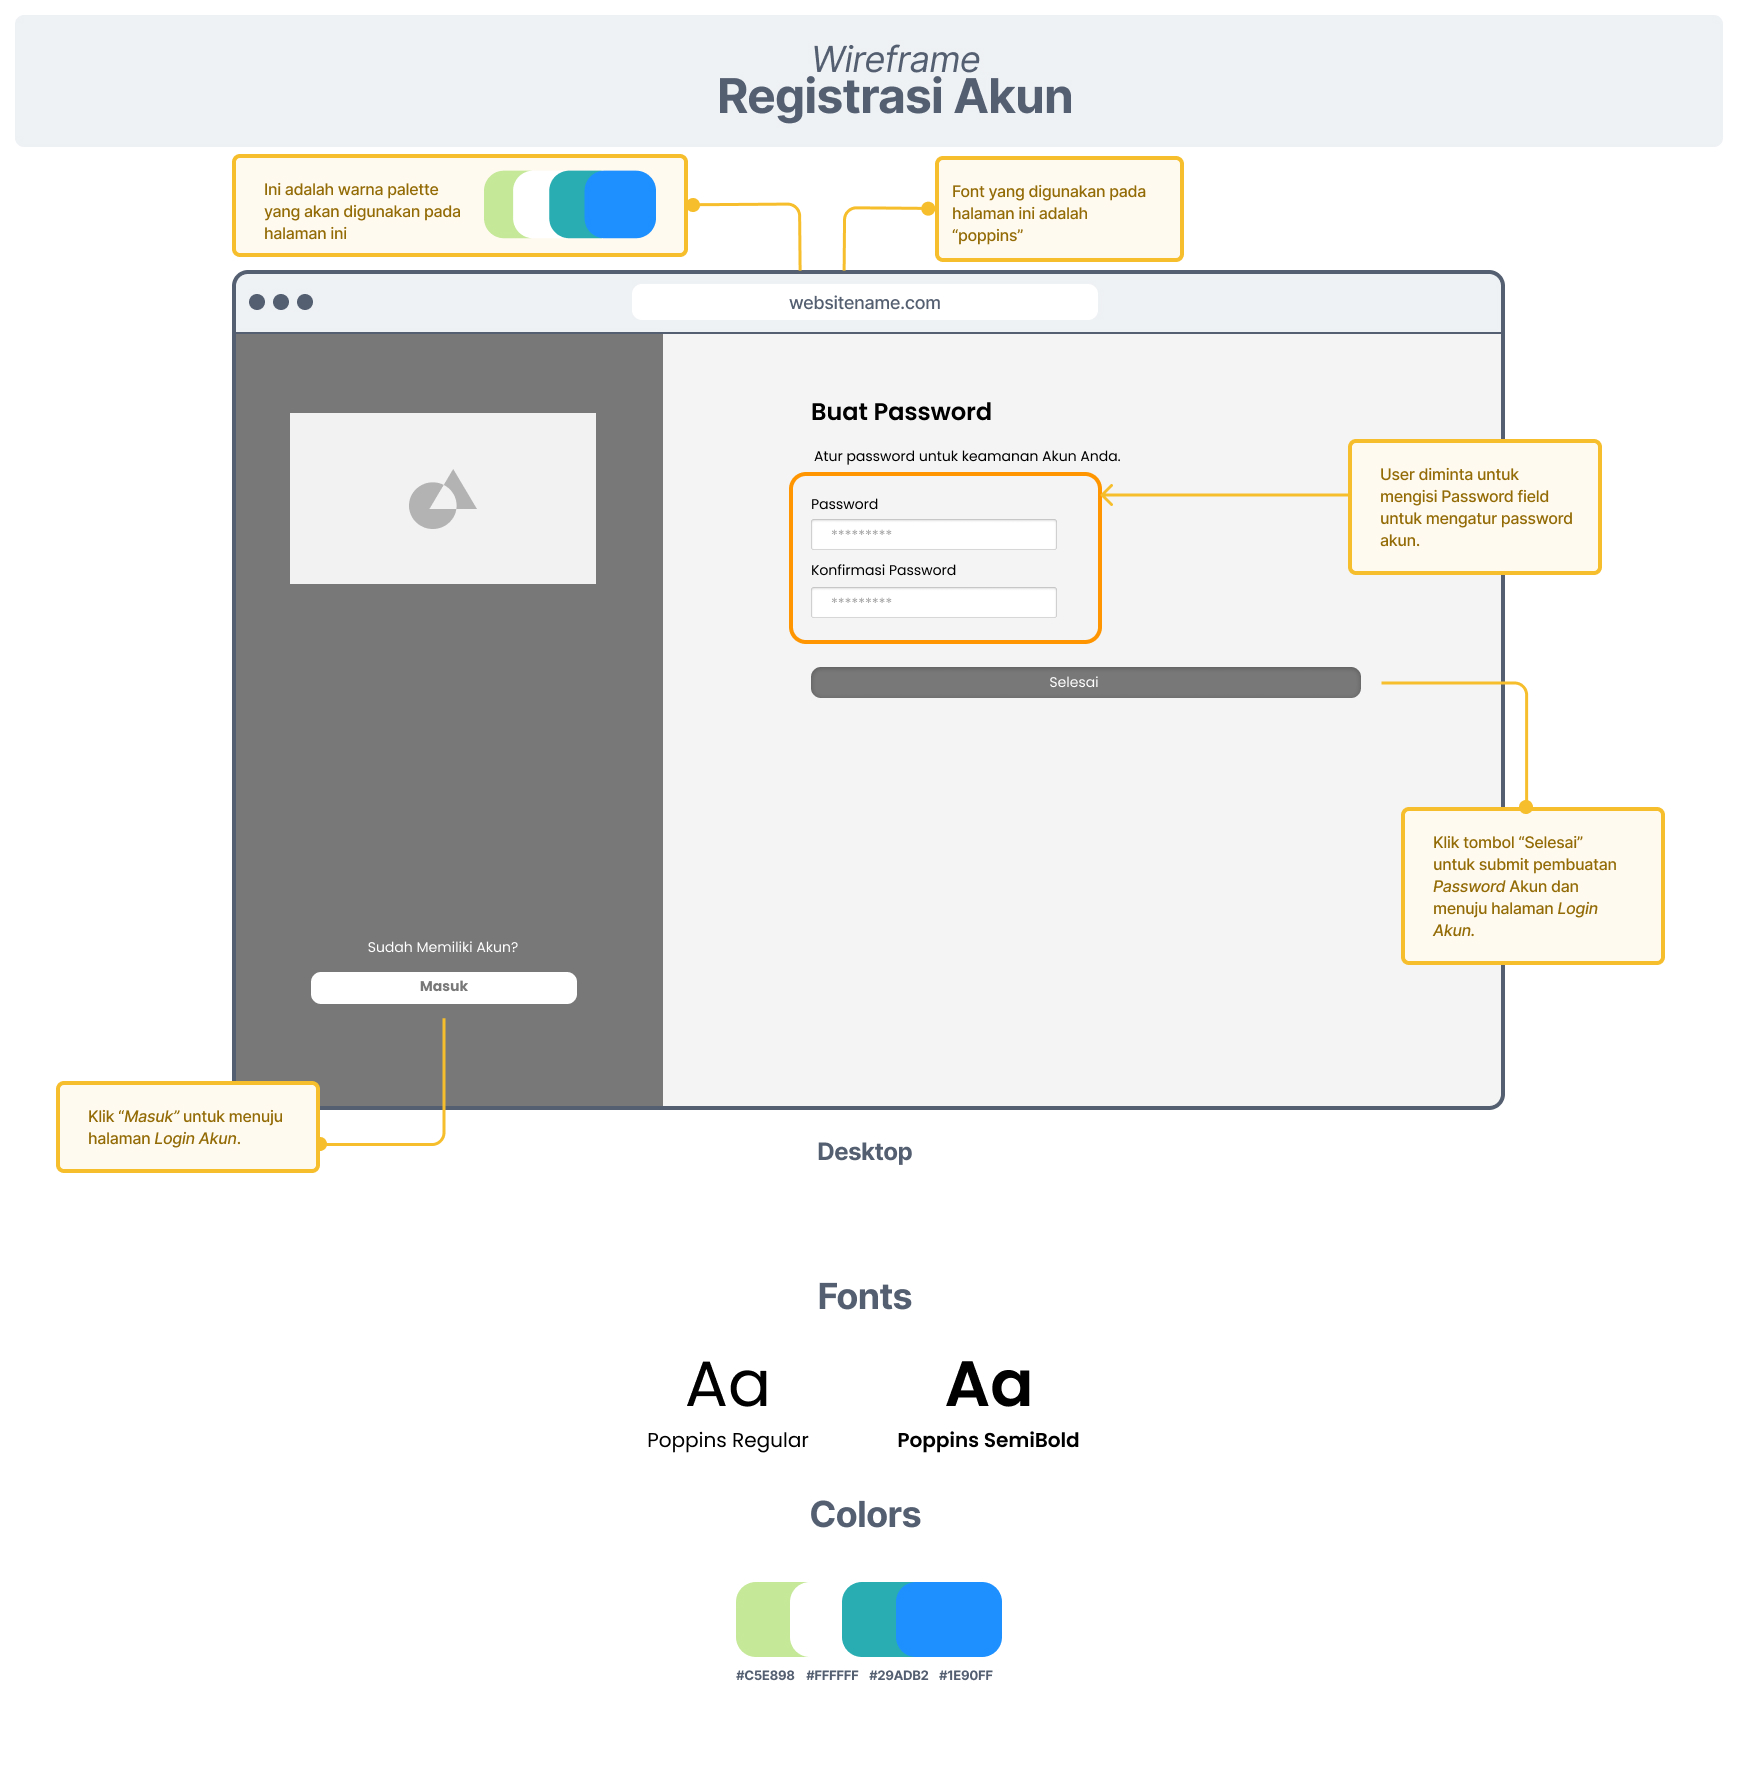 Wireframe
Registrasi Akun
Ini adalah warna palette
yang akan digunakan pada
halaman ini
Font yang digunakan pada
halaman ini adalah
“poppins”
websitename.com
Buat Password
Atur password untuk keamanan Akun Anda.
Password
*********
Konfirmasi Password
*********
Selesai
User diminta untuk
mengisi Password field
untuk mengatur password
akun.
Klik tombol “Selesai”
untuk submit pembuatan
Password Akun dan
menuju halaman Login
Akun.
Sudah Memiliki Akun?
Masuk
Klik “Masuk” untuk menuju
halaman Login Akun.
Desktop
Fonts
Aa Aa
Poppins Regular Poppins SemiBold
Colors
#C5E898 #FFFFFF #29ADB2 #1E90FF